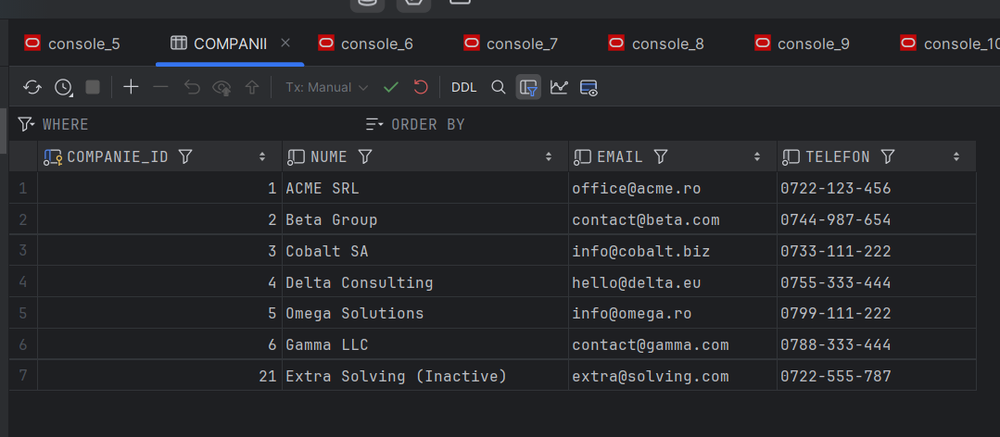 console_5 COMPANII console_6 console_7 console_8 console_9 console_10
Tx: Manual DDL
WHERE ORDER BY
COMPANIE_ID NUME EMAIL TELEFON
1 1 ACME SRL office@acme.ro 0722-123-456
2 2 Beta Group contact@beta.com 0744-987-654
3 3 Cobalt SA info@cobalt.biz 0733-111-222
4 4 Delta Consulting hello@delta.eu 0755-333-444
5 5 Omega Solutions info@omega.ro 0799-111-222
6 6 Gamma LLC contact@gamma.com 0788-333-444
7 21 Extra Solving (Inactive) extra@solving.com 0722-555-787